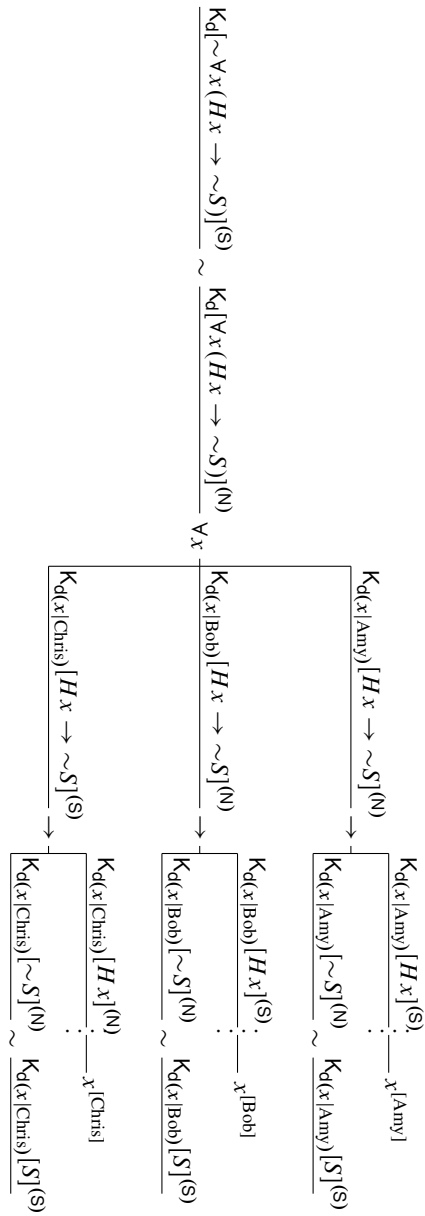 K_d(x|Amy)[Hx]^(S) x^[Amy]
K_d(x|Amy)[Hx → ∼S]^(N) →
K_d(x|Amy)[∼S]^(N) ∼ K_d(x|Amy)[S]^(S)
K_d(x|Bob)[Hx]^(S) x^[Bob]
K_d[∼∀x(Hx → ∼S)]^(S) ∼ K_d[∀x(Hx → ∼S)]^(N) ∀x K_d(x|Bob)[Hx → ∼S]^(N) →
K_d(x|Bob)[∼S]^(N) ∼ K_d(x|Bob)[S]^(S)
K_d(x|Chris)[Hx]^(N) x^[Chris]
K_d(x|Chris)[Hx → ∼S]^(S) →
K_d(x|Chris)[∼S]^(N) ∼ K_d(x|Chris)[S]^(S)